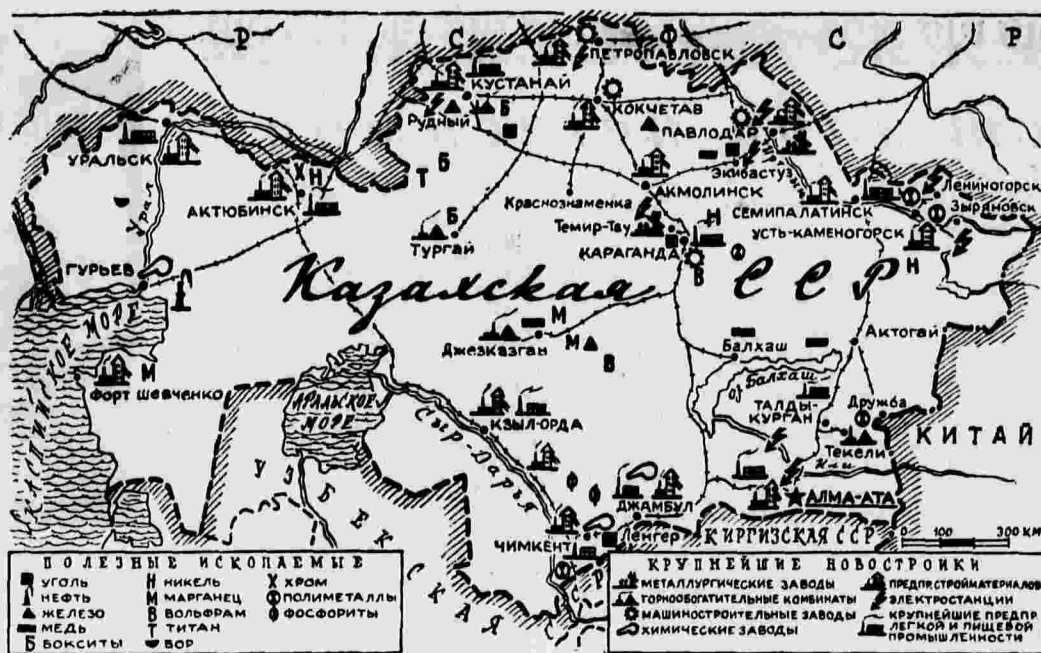 Р С Ф С Р
ПЕТРОПАВЛОВСК
КУСТАНАЙ
КОКЧЕТАВ
Рудный
Б
ПАВЛОДАР
УРАЛЬСК
Т Б
Экибастуз
Х
Н
АКТЮБИНСК
АКМОЛИНСК
Лениногорск
Зыряновск
Краснознаменка
СЕМИПАЛАТИНСК
Урал
Б
Тургай
Темир-Тау
Н
УСТЬ-КАМЕНОГОРСК
КАРАГАНДА
Б
Н
ГУРЬЕВ
Казахская ССР
КАСПИЙСКОЕ МОРЕ
М
Джезказган
М
В
Балхаш
Актогай
Форт Шевченко
М
Оз. Балхаш
АРАЛЬСКОЕ
МОРЕ
ТАЛДЫ-
КУРГАН
Дружба
КЗЫЛ-ОРДА
Сыр-Дарья
Текели
КИТАЙ
Или
УЗБЕКСКАЯ
ССР
ДЖАМБУЛ
АЛМА-АТА
ЧИМКЕНТ
Ленгер
КИРГИЗСКАЯ ССР
0 100 300 КМ
ПОЛЕЗНЫЕ ИСКОПАЕМЫЕ
УГОЛЬ
НЕФТЬ
ЖЕЛЕЗО
МЕДЬ
Б БОКСИТЫ
Н НИКЕЛЬ
М МАРГАНЕЦ
В ВОЛЬФРАМ
Т ТИТАН
БОР
Х ХРОМ
ПОЛИМЕТАЛЛЫ
ФОСФОРИТЫ
КРУПНЕЙШИЕ НОВОСТРОЙКИ
МЕТАЛЛУРГИЧЕСКИЕ ЗАВОДЫ
ГОРНООБОГАТИТЕЛЬНЫЕ КОМБИНАТЫ
МАШИНОСТРОИТЕЛЬНЫЕ ЗАВОДЫ
ХИМИЧЕСКИЕ ЗАВОДЫ
ПРЕДПР. СТРОЙМАТЕРИАЛОВ
ЭЛЕКТРОСТАНЦИИ
КРУПНЕЙШИЕ ПРЕДПР.
ЛЕГКОЙ И ПИЩЕВОЙ
ПРОМЫШЛЕННОСТИ